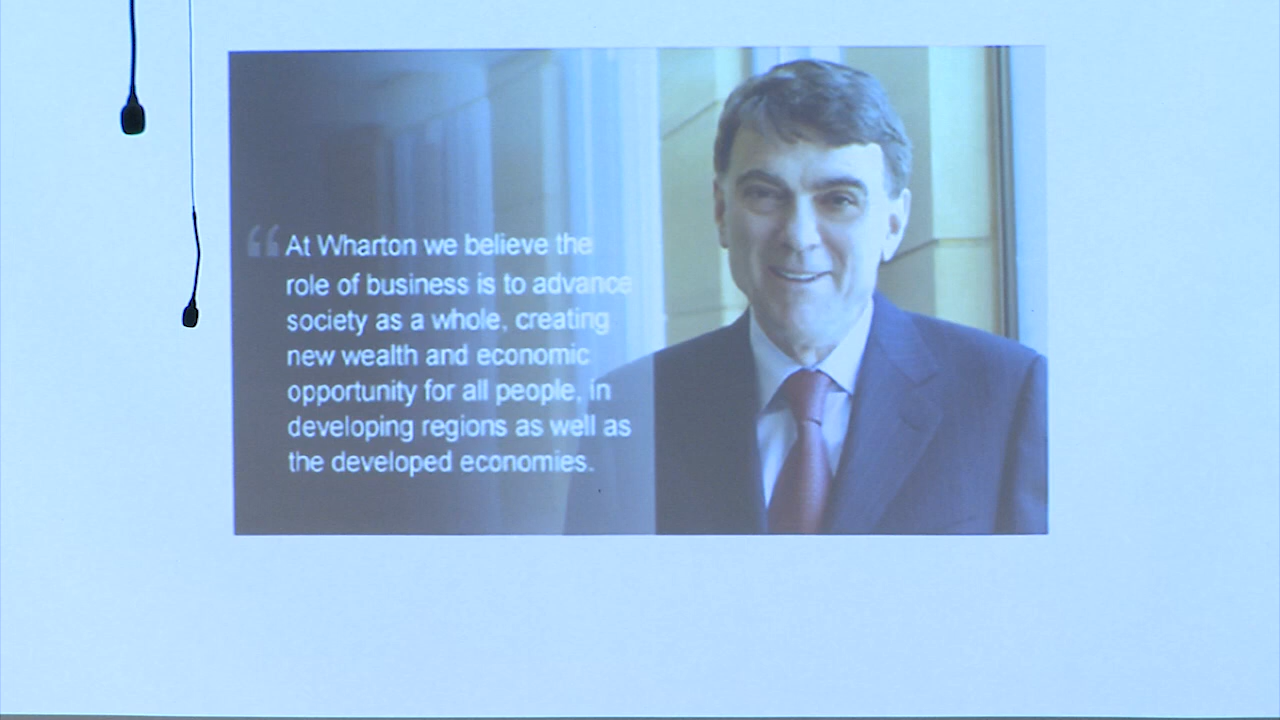 “ At Wharton we believe the
role of business is to advance
society as a whole, creating
new wealth and economic
opportunity for all people, in
developing regions as well as
the developed economies.